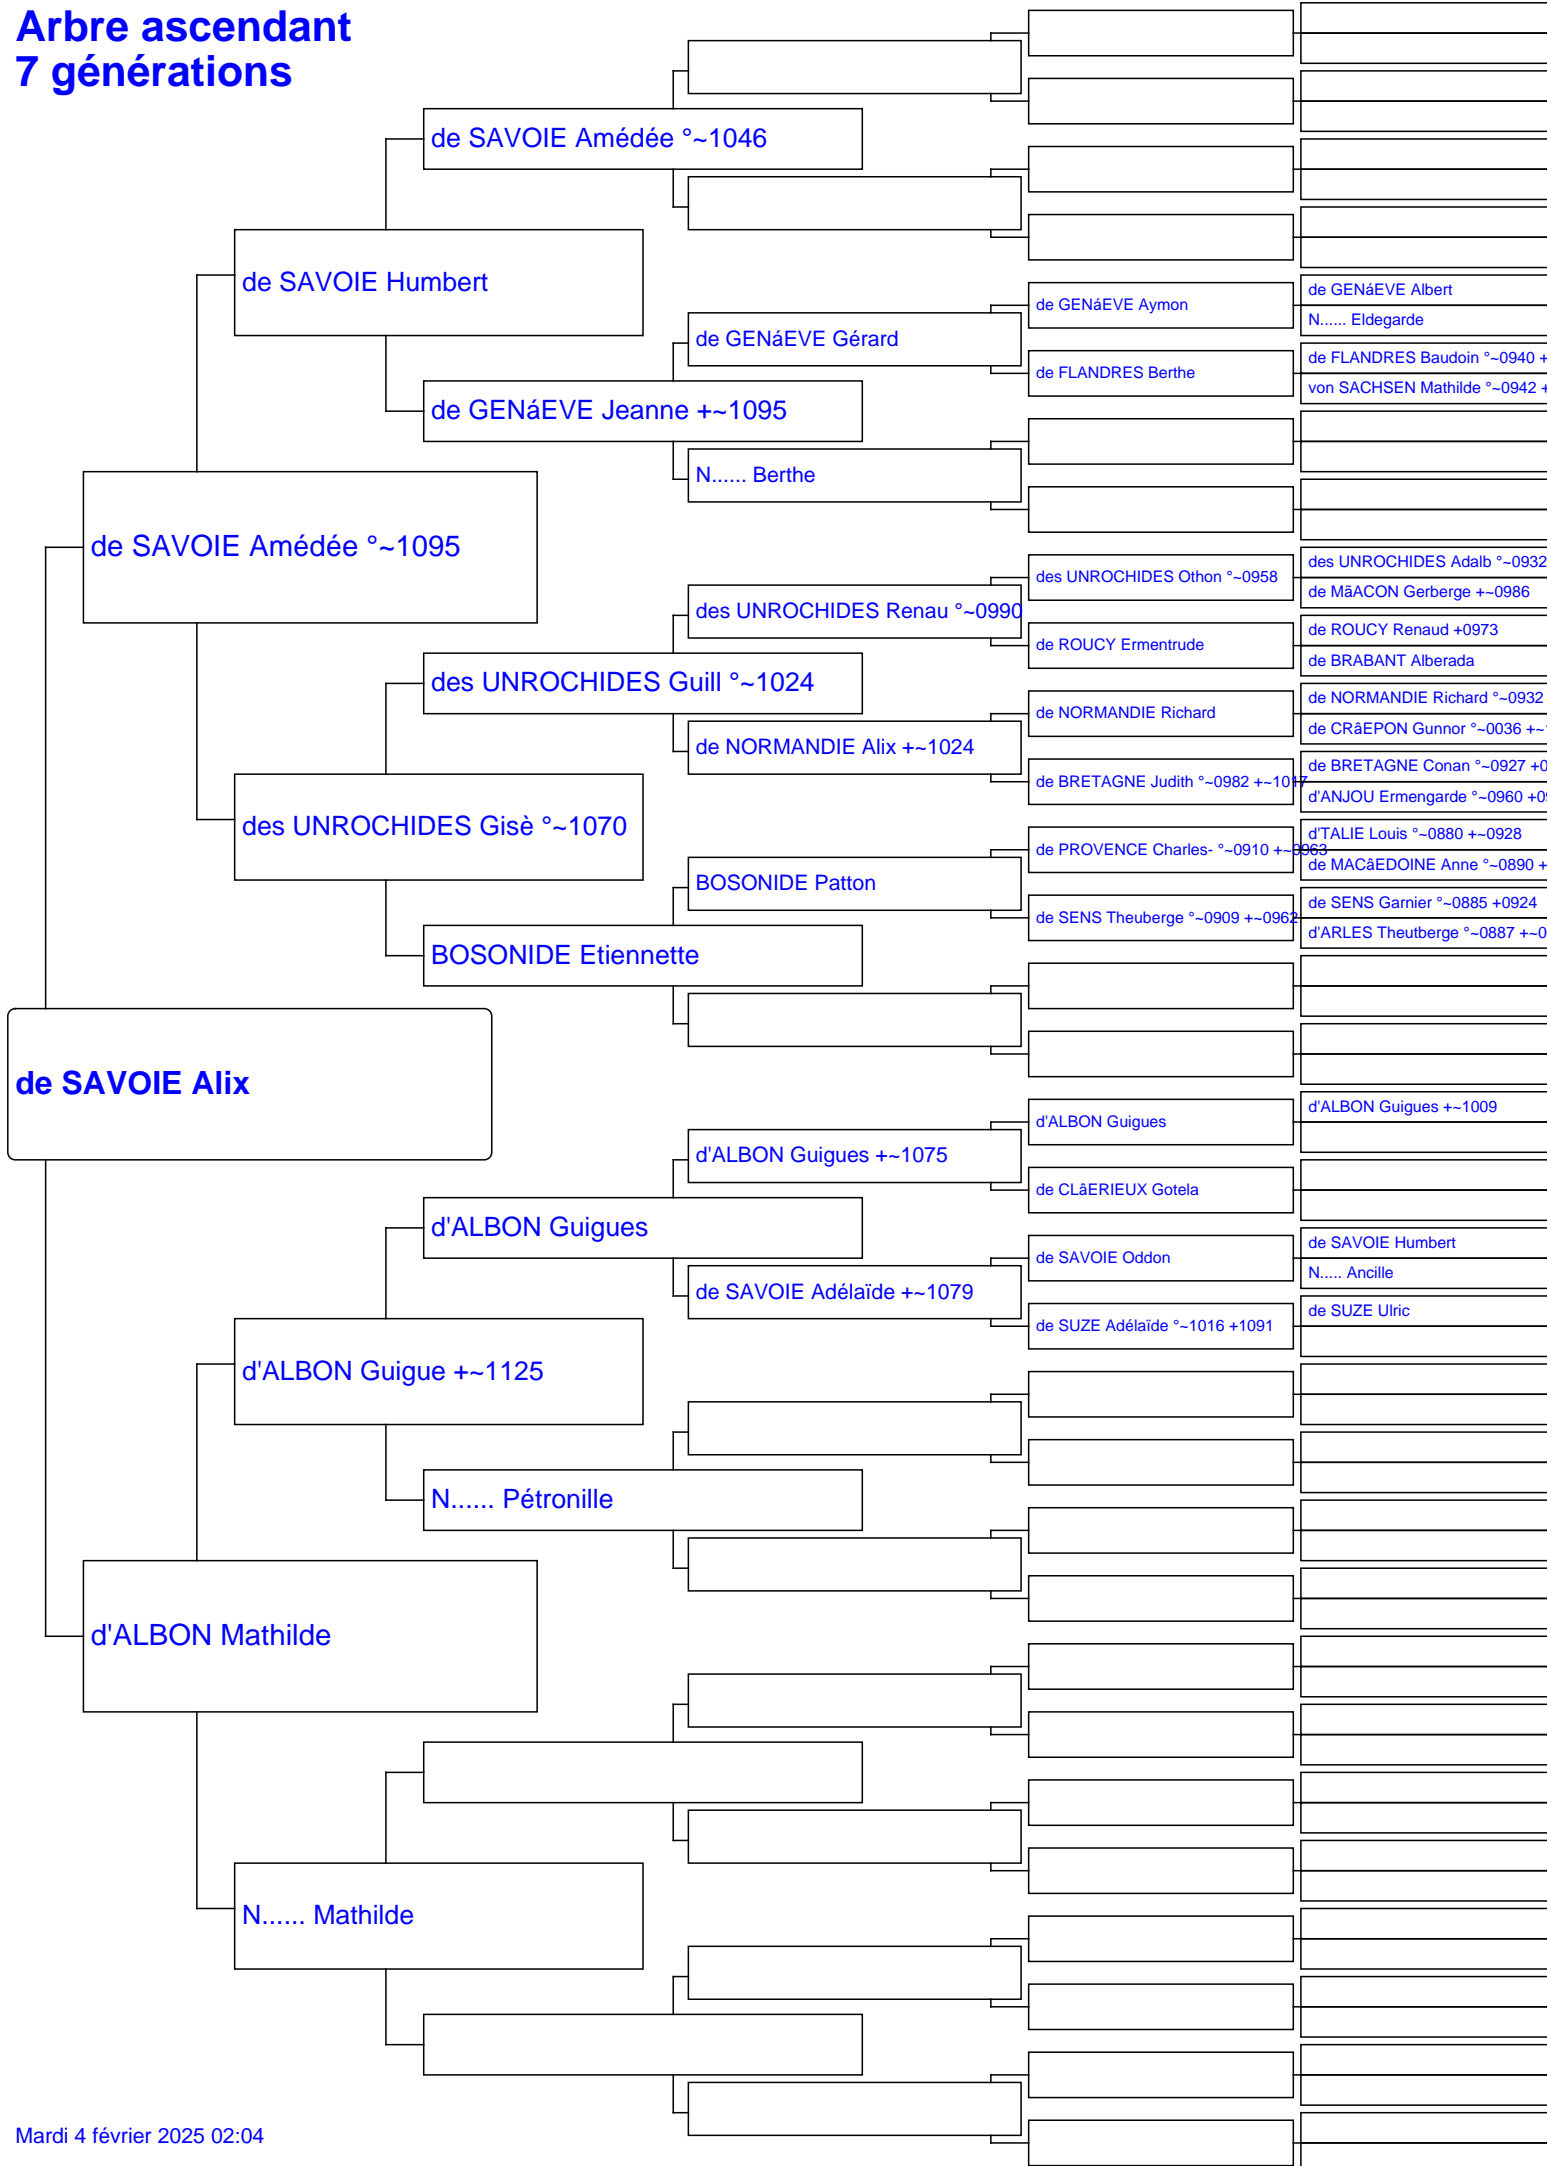 Arbre ascendant
7 générations
de SAVOIE Amédée °~1046
de SAVOIE Humbert
de GENáEVE Aymon
de GENáEVE Albert
N...... Eldegarde
de GENáEVE Gérard
de FLANDRES Berthe
de FLANDRES Baudoin °~0940 +
von SACHSEN Mathilde °~0942 +
de GENáEVE Jeanne +~1095
N...... Berthe
de SAVOIE Amédée °~1095
des UNROCHIDES Othon °~0958
des UNROCHIDES Adalb °~0932
de MãACON Gerberge +~0986
des UNROCHIDES Renau °~0990
de ROUCY Ermentrude
de ROUCY Renaud +0973
de BRABANT Alberada
des UNROCHIDES Guill °~1024
de NORMANDIE Richard
de NORMANDIE Richard °~0932
de CRâEPON Gunnor °~0036 +~
de NORMANDIE Alix +~1024
de BRETAGNE Judith °~0982 +~1017
de BRETAGNE Conan °~0927 +0
d'ANJOU Ermengarde °~0960 +09
des UNROCHIDES Gisè °~1070
de PROVENCE Charles- °~0910 +~0963
d'TALIE Louis °~0880 +~0928
de MACâEDOINE Anne °~0890 +
BOSONIDE Patton
de SENS Theuberge °~0909 +~0962
de SENS Garnier °~0885 +0924
d'ARLES Theutberge °~0887 +~0
BOSONIDE Etiennette
de SAVOIE Alix
d'ALBON Guigues
d'ALBON Guigues +~1009
d'ALBON Guigues +~1075
de CLâERIEUX Gotela
d'ALBON Guigues
de SAVOIE Oddon
de SAVOIE Humbert
N..... Ancille
de SAVOIE Adélaïde +~1079
de SUZE Adélaïde °~1016 +1091
de SUZE Ulric
d'ALBON Guigue +~1125
N...... Pétronille
d'ALBON Mathilde
N...... Mathilde
Mardi 4 février 2025 02:04